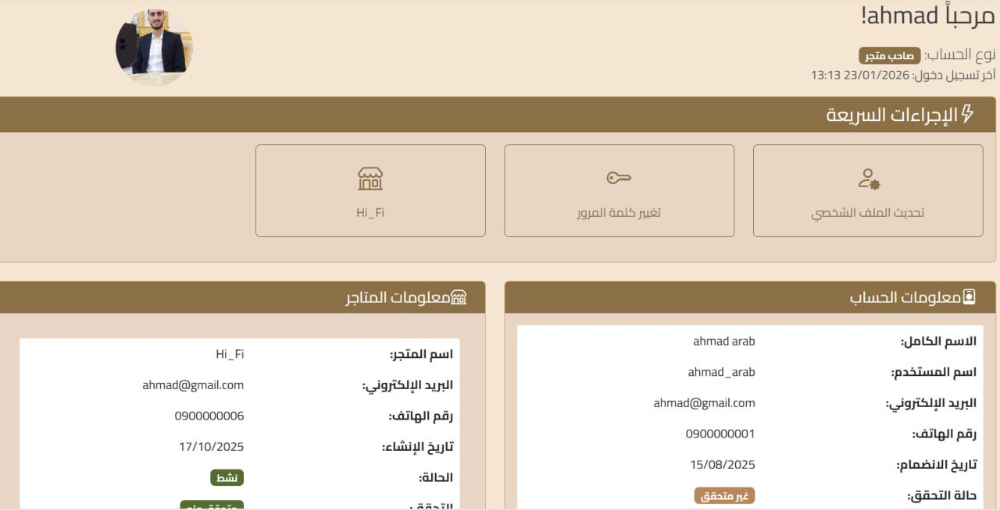 مرحباً ahmad!
نوع الحساب: صاحب متجر
آخر تسجيل دخول: 23/01/2026 13:13
الإجراءات السريعة
تحديث الملف الشخصي
تغيير كلمة المرور
Hi_Fi
معلومات الحساب
الاسم الكامل: ahmad arab
اسم المستخدم: ahmad_arab
البريد الإلكتروني: ahmad@gmail.com
رقم الهاتف: 0900000001
تاريخ الانضمام: 15/08/2025
حالة التحقق: غير متحقق
معلومات المتاجر
اسم المتجر: Hi_Fi
البريد الإلكتروني: ahmad@gmail.com
رقم الهاتف: 0900000006
تاريخ الإنشاء: 17/10/2025
الحالة: نشط
التحقق: متحقق منه